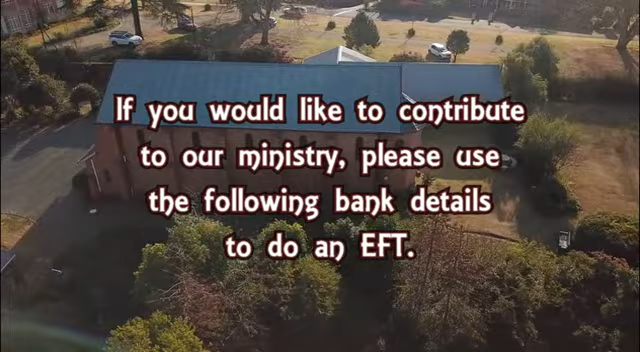 If you would like to contribute
to our ministry, please use
the following bank details
to do an EFT.